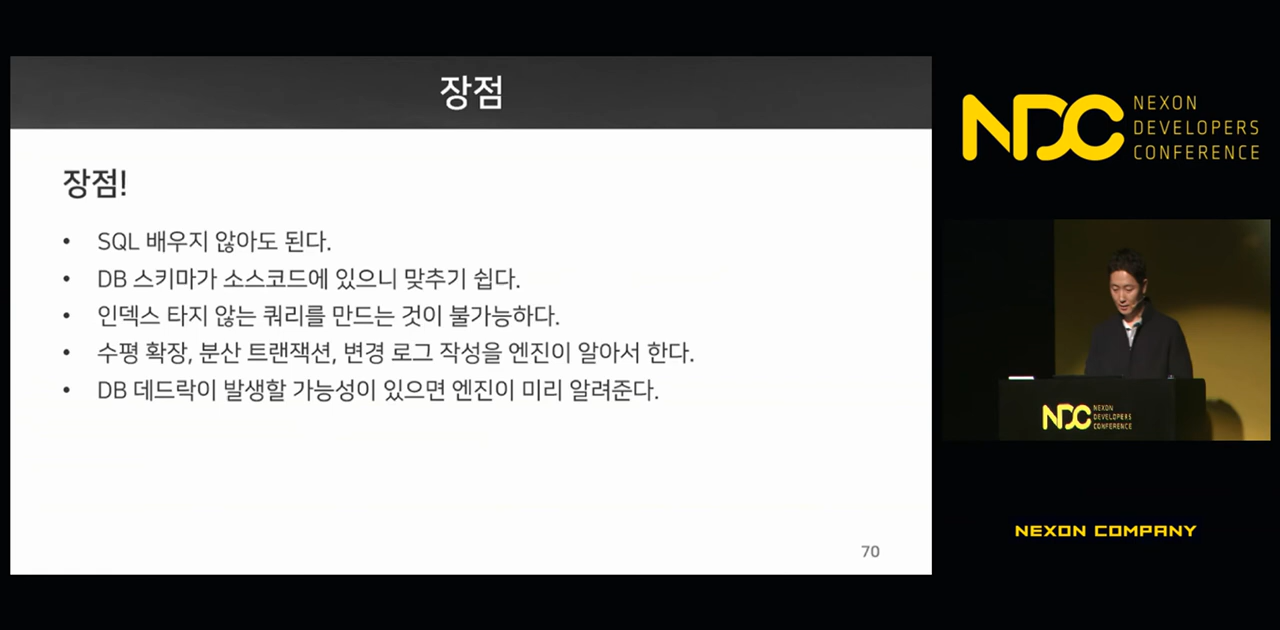 장점
장점!
• SQL 배우지 않아도 된다.
• DB 스키마가 소스코드에 있으니 맞추기 쉽다.
• 인덱스 타지 않는 쿼리를 만드는 것이 불가능하다.
• 수평 확장, 분산 트랜잭션, 변경 로그 작성을 엔진이 알아서 한다.
• DB 데드락이 발생할 가능성이 있으면 엔진이 미리 알려준다.
70
NDC
NEXON
DEVELOPERS
CONFERENCE
NDC
NEXON
DEVELOPERS
CONFERENCE
NEXON COMPANY